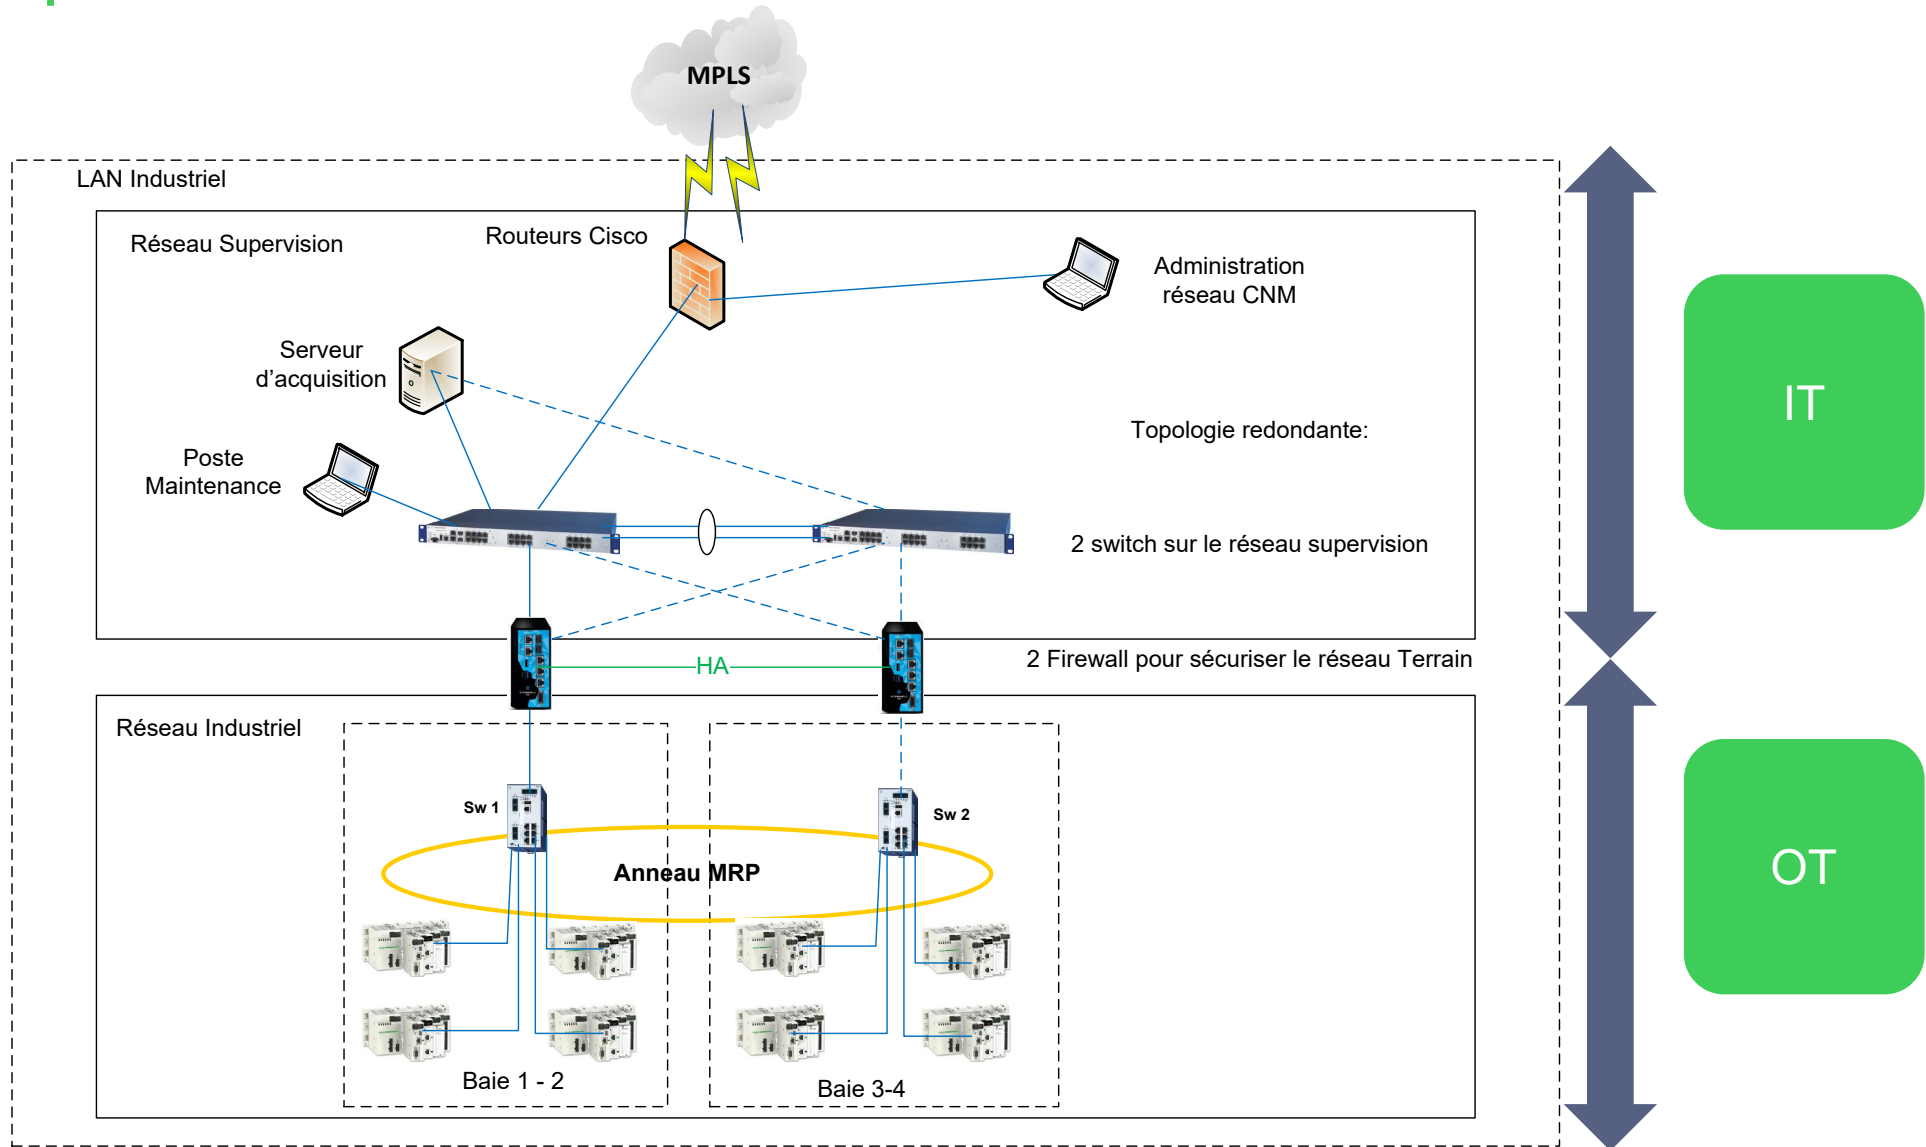 MPLS
LAN Industriel
Réseau Supervision
Routeurs Cisco
Administration
réseau CNM
Serveur
d’acquisition
IT
Topologie redondante:
Poste
Maintenance
2 switch sur le réseau supervision
HA
2 Firewall pour sécuriser le réseau Terrain
Réseau Industriel
Sw 1
Sw 2
Anneau MRP
OT
Baie 1 - 2
Baie 3-4